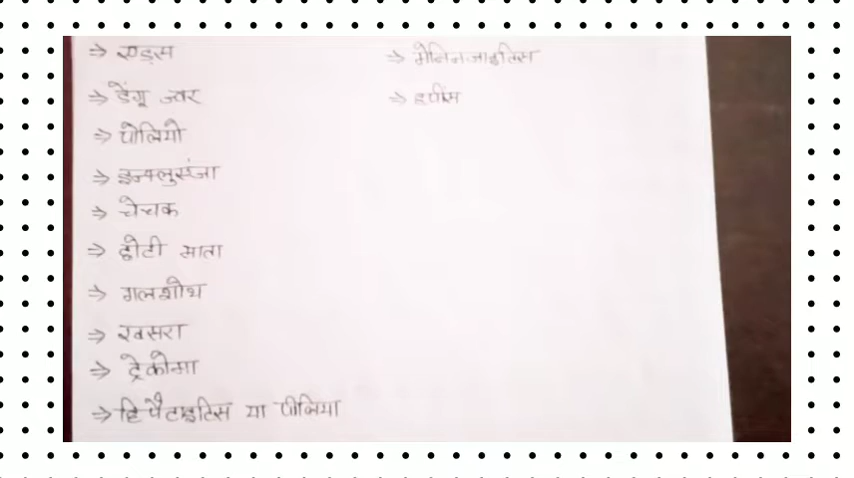 ⇒ एड्स
⇒ डेंगू ज्वर
⇒ पोलियो
⇒ इन्फ्लुएंजा
⇒ चेचक
⇒ छोटी माता
⇒ गलशोथ
⇒ खसरा
⇒ ट्रेकोमा
⇒ हिपैटाइटिस या पीलिया
⇒ मेनिनजाइटिस
⇒ हर्पीस